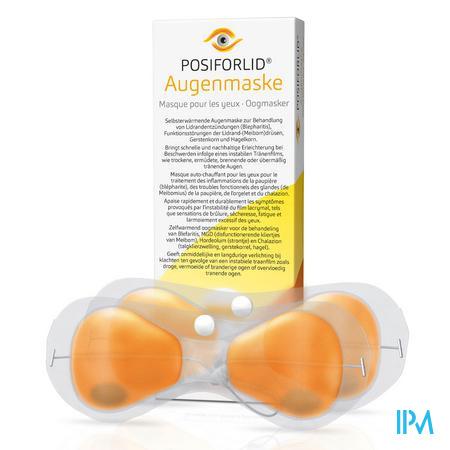 POSIFORLID®
Augenmaske
Masque pour les yeux · Oogmasker
Selbsterwärmende Augenmaske zur Behandlung
von Lidrandentzündungen (Blepharitis),
Funktionsstörungen der Lidrand-(Meibom)drüsen,
Gerstenkorn und Hagelkorn.
Bringt schnelle und nachhaltige Erleichterung bei
Beschwerden infolge eines instabilen Tränenfilms,
wie trockene, ermüdete, brennende oder übermäßig
tränende Augen.
Masque auto-chauffant pour les yeux pour le
traitement des inflammations de la paupière
(blépharite), des troubles fonctionnels des glandes (de
Meibomius) de la paupière, de l'orgelet et du chalazion.
Apaise rapidement et durablement les symptômes
provoqués par l'instabilité du film lacrymal, tels
que sensations de brûlure, sécheresse, fatigue et
larmoiement excessif des yeux.
Zelfwarmend oogmasker voor de behandeling
van Blefaritis, MGD (disfunctionerende kliertjes
van Meibom), Hordeolum (strontje) en Chalazion
(talgklierzwelling, gerstekorrel, hagel).
Geeft onmiddellijke en langdurige verlichting bij
klachten ten gevolge van een instabiele traanfilm zoals
droge, vermoeide of branderige ogen of overvloedig
tranende ogen.
IPM